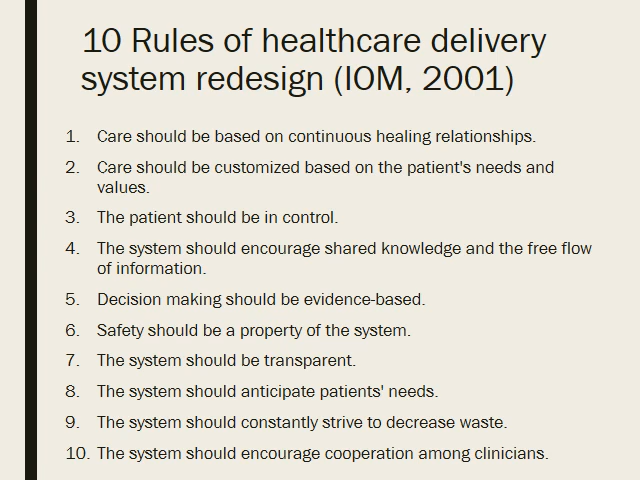 10 Rules of healthcare delivery
system redesign (IOM, 2001)
1. Care should be based on continuous healing relationships.
2. Care should be customized based on the patient's needs and
values.
3. The patient should be in control.
4. The system should encourage shared knowledge and the free flow
of information.
5. Decision making should be evidence-based.
6. Safety should be a property of the system.
7. The system should be transparent.
8. The system should anticipate patients' needs.
9. The system should constantly strive to decrease waste.
10. The system should encourage cooperation among clinicians.